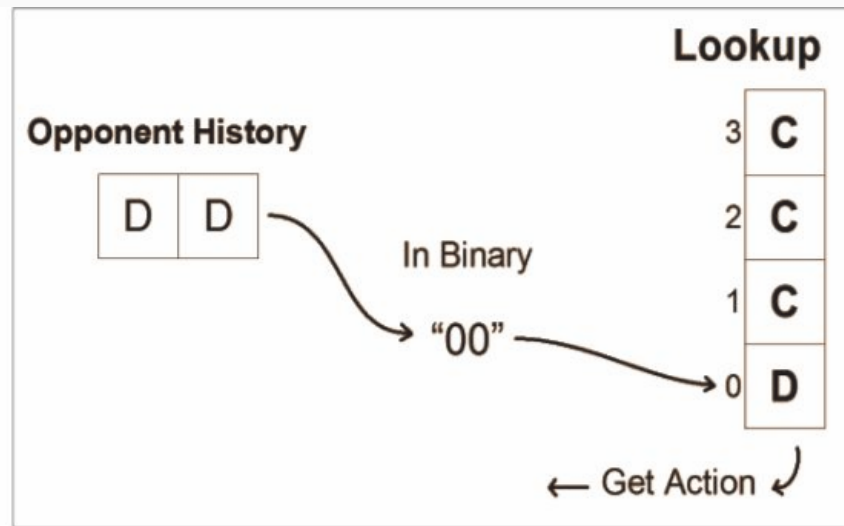 Lookup
Opponent History
3 C
D D
2 C
In Binary
1 C
“00”
0 D
Get Action